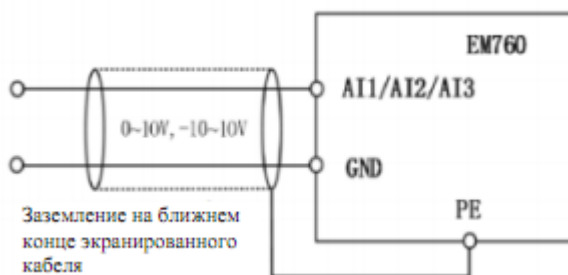 EM760
AI1/AI2/AI3
0~10V, -10~10V
GND
PE
Заземление на ближнем
конце экранированного
кабеля